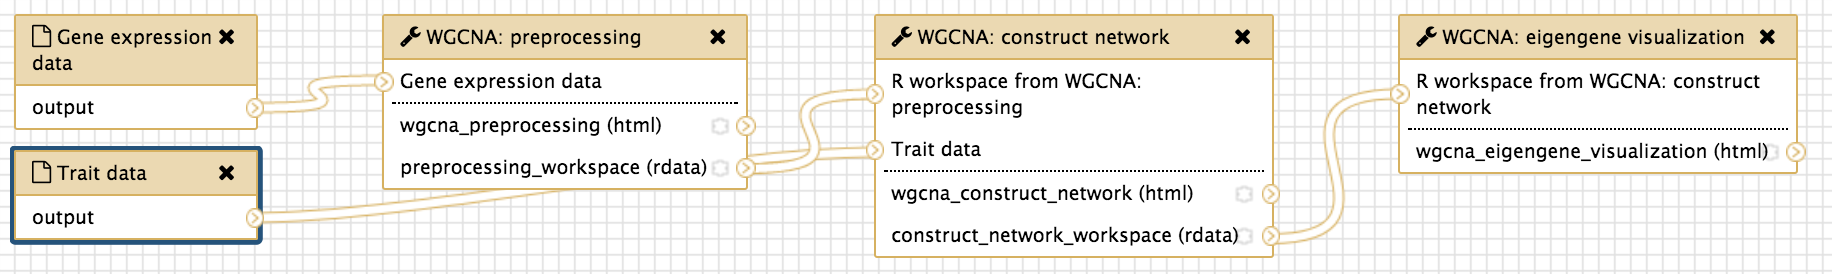 Gene expression
data
output
Trait data
output
WGCNA: preprocessing
Gene expression data
wgcna_preprocessing (html)
preprocessing_workspace (rdata)
WGCNA: construct network
R workspace from WGCNA:
preprocessing
Trait data
wgcna_construct_network (html)
construct_network_workspace (rdata)
WGCNA: eigengene visualization
R workspace from WGCNA: construct
network
wgcna_eigengene_visualization (html)